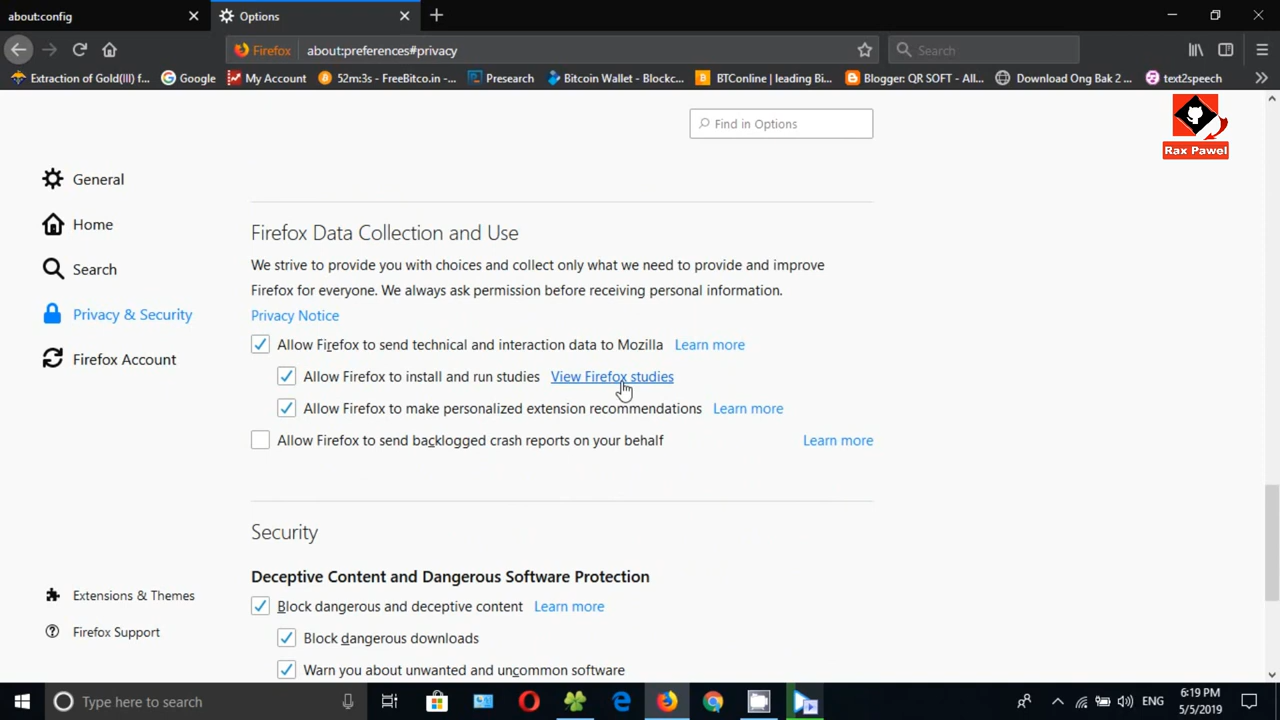 about:config
Options
Firefox
about:preferences#privacy
Search
Extraction of Gold(III) f...
Google
My Account
52m:3s - FreeBitco.in -...
Presearch
Bitcoin Wallet - Blockc...
BTConline | leading Bi...
Blogger: QR SOFT - All...
Download Ong Bak 2 ...
text2speech
Find in Options
Rax Pawel
General
Home
Search
Privacy & Security
Firefox Account
Firefox Data Collection and Use
We strive to provide you with choices and collect only what we need to provide and improve
Firefox for everyone. We always ask permission before receiving personal information.
Privacy Notice
Allow Firefox to send technical and interaction data to Mozilla Learn more
Allow Firefox to install and run studies View Firefox studies
Allow Firefox to make personalized extension recommendations Learn more
Allow Firefox to send backlogged crash reports on your behalf Learn more
Security
Deceptive Content and Dangerous Software Protection
Block dangerous and deceptive content Learn more
Block dangerous downloads
Warn you about unwanted and uncommon software
Extensions & Themes
Firefox Support
Type here to search
ENG
6:19 PM
5/5/2019